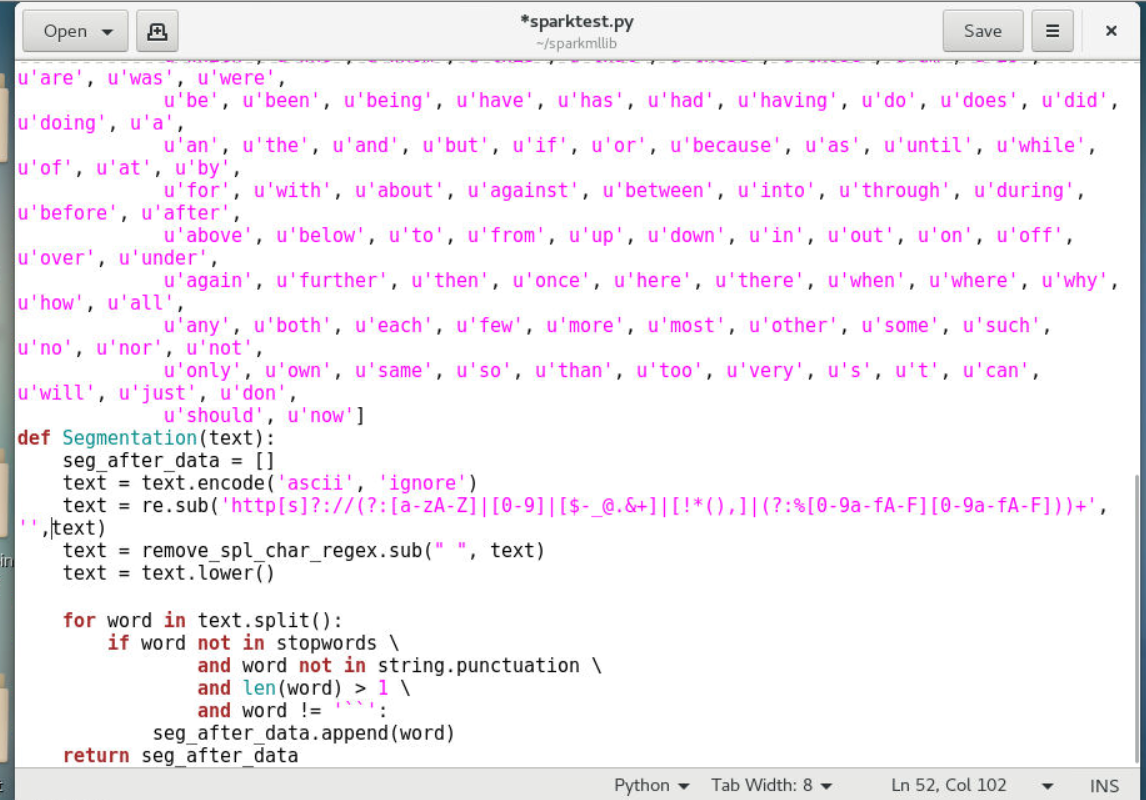 Open
*sparktest.py
~/sparkmllib
Save
u'are', u'was', u'were',
u'be', u'been', u'being', u'have', u'has', u'had', u'having', u'do', u'does', u'did',
u'doing', u'a',
u'an', u'the', u'and', u'but', u'if', u'or', u'because', u'as', u'until', u'while',
u'of', u'at', u'by',
u'for', u'with', u'about', u'against', u'between', u'into', u'through', u'during',
u'before', u'after',
u'above', u'below', u'to', u'from', u'up', u'down', u'in', u'out', u'on', u'off',
u'over', u'under',
u'again', u'further', u'then', u'once', u'here', u'there', u'when', u'where', u'why',
u'how', u'all',
u'any', u'both', u'each', u'few', u'more', u'most', u'other', u'some', u'such',
u'no', u'nor', u'not',
u'only', u'own', u'same', u'so', u'than', u'too', u'very', u's', u't', u'can',
u'will', u'just', u'don',
u'should', u'now']
def Segmentation(text):
seg_after_data = []
text = text.encode('ascii', 'ignore')
text = re.sub('http[s]?://(?:[a-zA-Z]|[0-9]|[$-_@.&+]|[!*(),]|(?:%[0-9a-fA-F][0-9a-fA-F]))+',
'',text)
text = remove_spl_char_regex.sub(" ", text)
text = text.lower()
for word in text.split():
if word not in stopwords \
and word not in string.punctuation \
and len(word) > 1 \
and word != '``':
seg_after_data.append(word)
return seg_after_data
Python
Tab Width: 8
Ln 52, Col 102
INS